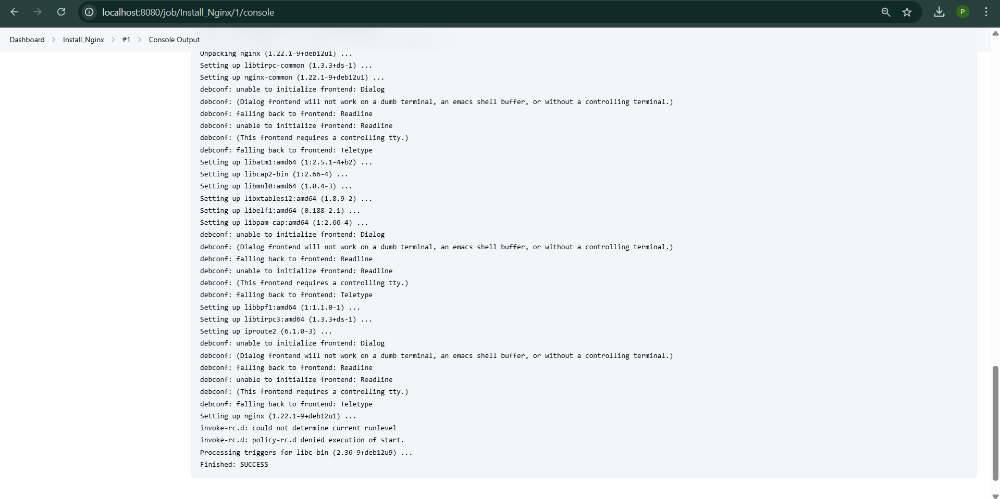 localhost:8080/job/Install_Nginx/1/console
P
Dashboard > Install_Nginx > #1 > Console Output
Unpacking nginx (1.22.1-9+deb12u1) ...
Setting up libtirpc-common (1.3.3+ds-1) ...
Setting up nginx-common (1.22.1-9+deb12u1) ...
debconf: unable to initialize frontend: Dialog
debconf: (Dialog frontend will not work on a dumb terminal, an emacs shell buffer, or without a controlling terminal.)
debconf: falling back to frontend: Readline
debconf: unable to initialize frontend: Readline
debconf: (This frontend requires a controlling tty.)
debconf: falling back to frontend: Teletype
Setting up libatm1:amd64 (1:2.5.1-4+b2) ...
Setting up libcap2-bin (1:2.66-4) ...
Setting up libmnl0:amd64 (1.0.4-3) ...
Setting up libxtables12:amd64 (1.8.9-2) ...
Setting up libelf1:amd64 (0.188-2.1) ...
Setting up libpam-cap:amd64 (1:2.66-4) ...
debconf: unable to initialize frontend: Dialog
debconf: (Dialog frontend will not work on a dumb terminal, an emacs shell buffer, or without a controlling terminal.)
debconf: falling back to frontend: Readline
debconf: unable to initialize frontend: Readline
debconf: (This frontend requires a controlling tty.)
debconf: falling back to frontend: Teletype
Setting up libbpf1:amd64 (1:1.1.0-1) ...
Setting up libtirpc3:amd64 (1.3.3+ds-1) ...
Setting up iproute2 (6.1.0-3) ...
debconf: unable to initialize frontend: Dialog
debconf: (Dialog frontend will not work on a dumb terminal, an emacs shell buffer, or without a controlling terminal.)
debconf: falling back to frontend: Readline
debconf: unable to initialize frontend: Readline
debconf: (This frontend requires a controlling tty.)
debconf: falling back to frontend: Teletype
Setting up nginx (1.22.1-9+deb12u1) ...
invoke-rc.d: could not determine current runlevel
invoke-rc.d: policy-rc.d denied execution of start.
Processing triggers for libc-bin (2.36-9+deb12u9) ...
Finished: SUCCESS